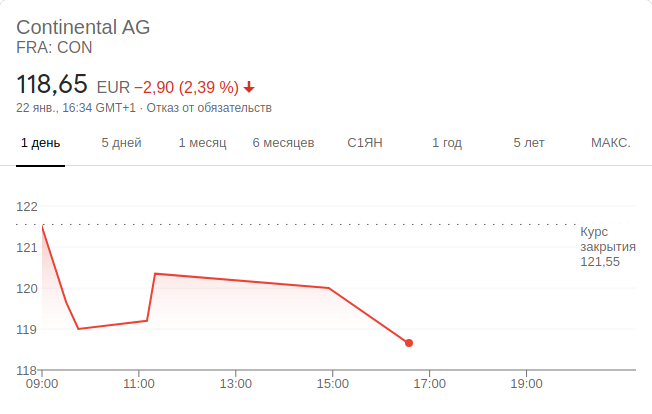 Continental AG
FRA: CON
118,65 EUR −2,90 (2,39 %)
22 янв., 16:34 GMT+1 · Отказ от обязательств
1 день 5 дней 1 месяц 6 месяцев С1ЯН 1 год 5 лет МАКС.
122
121
120
119
118
Курс
закрытия
121,55
09:00 11:00 13:00 15:00 17:00 19:00